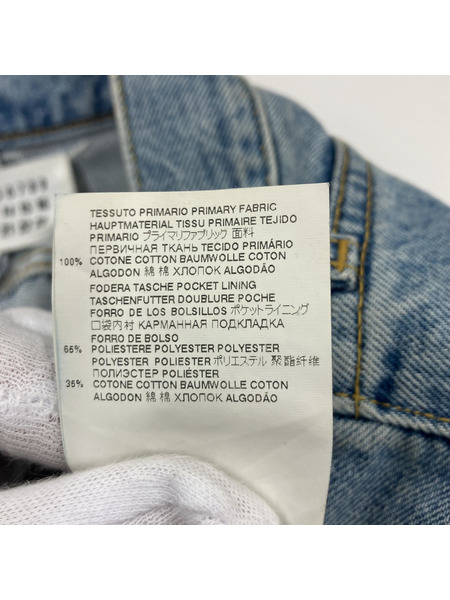 TESSUTO PRIMARIO PRIMARY FABRIC
HAUPTMATERIAL TISSU PRIMAIRE TEJIDO
PRIMARIO プライマリファブリック 面料
ПЕРВИЧНАЯ ТКАНЬ TECIDO PRIMÁRIO
100% COTONE COTTON BAUMWOLLE COTON
ALGODON 綿 棉 ХЛОПОК ALGODÃO
FODERA TASCHE POCKET LINING
TASCHENFUTTER DOUBLURE POCHE
FORRO DE LOS BOLSILLOS ポケットライニング
口袋内衬 КАРМАННАЯ ПОДКЛАДКА
FORRO DE BOLSO
65% POLIESTERE POLYESTER POLYESTER
POLYESTER POLIESTER ポリエステル 聚酯纤维
ПОЛИЭСТЕР POLIÉSTER
35% COTONE COTTON BAUMWOLLE COTON
ALGODON 綿 棉 ХЛОПОК ALGODÃO